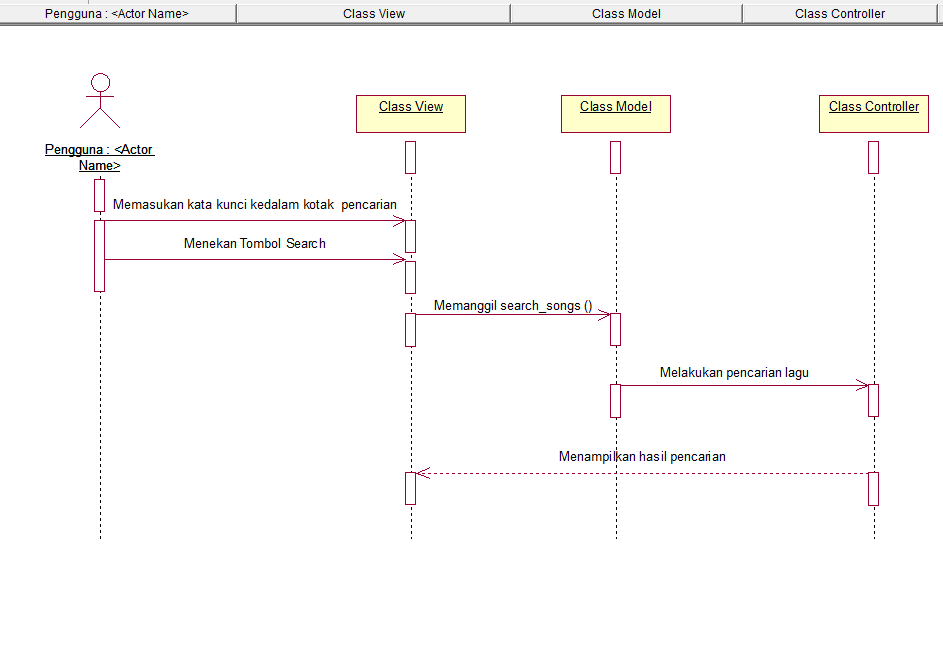 Pengguna : <Actor Name>
Class View
Class Model
Class Controller
Class View
Class Model
Class Controller
Pengguna : <Actor
Name>
Memasukan kata kunci kedalam kotak pencarian
Menekan Tombol Search
Memanggil search_songs ()
Melakukan pencarian lagu
Menampilkan hasil pencarian